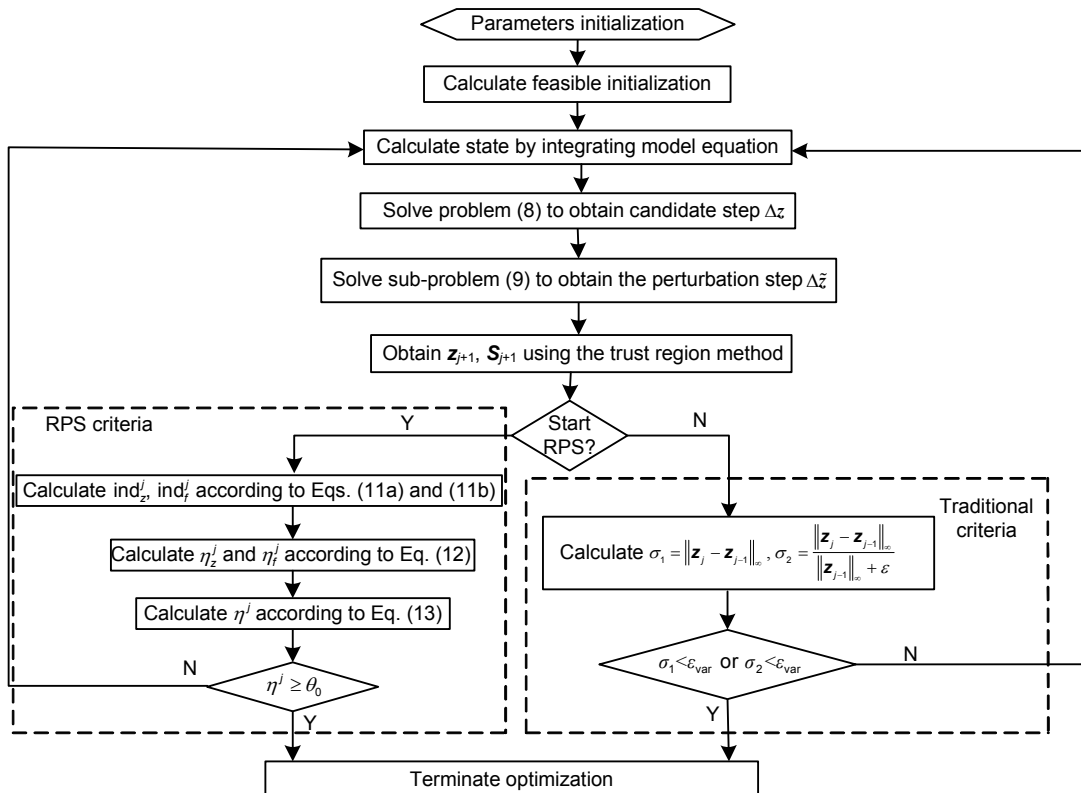 Parameters initialization
Calculate feasible initialization
Calculate state by integrating model equation
Solve problem (8) to obtain candidate step Δz
Solve sub-problem (9) to obtain the perturbation step Δz̃
Obtain z_{j+1}, S_{j+1} using the trust region method
Start
RPS?
Y
N
RPS criteria
Calculate ind_z^j, ind_f^j according to Eqs. (11a) and (11b)
Calculate η_z^j and η_f^j according to Eq. (12)
Calculate η^j according to Eq. (13)
η^j ≥ θ_0
N
Y
Traditional
criteria
Calculate σ_1 = ‖z_j − z_{j-1}‖_∞, σ_2 = ‖z_j − z_{j-1}‖_∞ / (‖z_{j-1}‖_∞ + ε)
σ_1<ε_var or σ_2<ε_var
N
Y
Terminate optimization